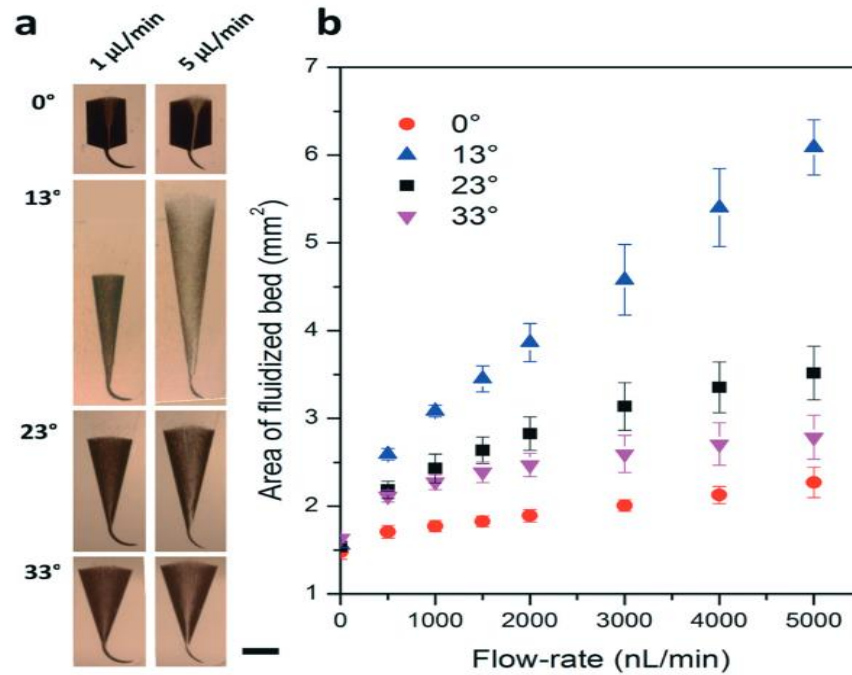 a
1 µL/min
5 µL/min
0°
13°
23°
33°
b
7
6
5
4
3
2
1
Area of fluidized bed (mm²)
0°
13°
23°
33°
0 1000 2000 3000 4000 5000
Flow-rate (nL/min)